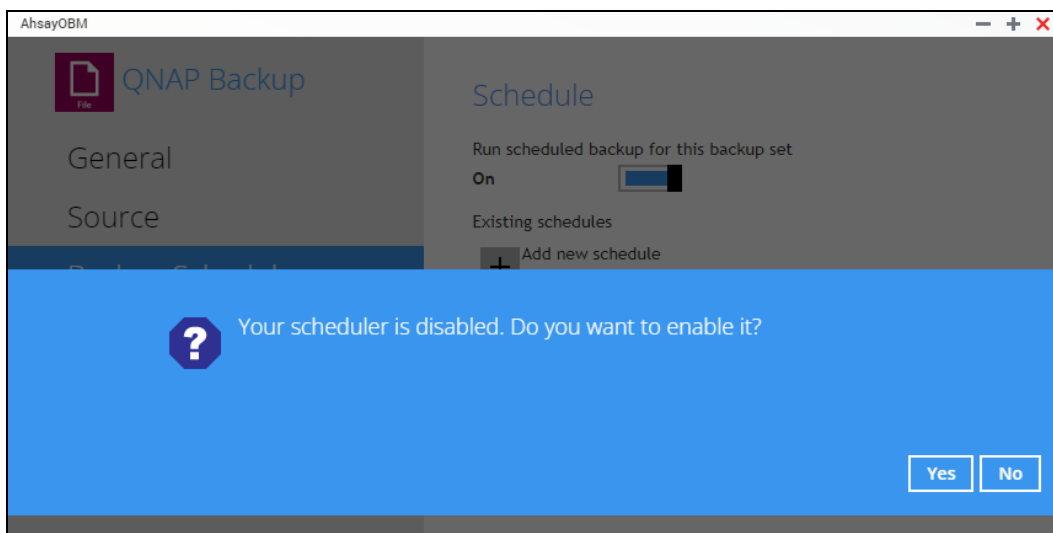 AhsayOBM
File
QNAP Backup
General
Source
Schedule
Run scheduled backup for this backup set
On
Existing schedules
Add new schedule
Your scheduler is disabled. Do you want to enable it?
Yes
No